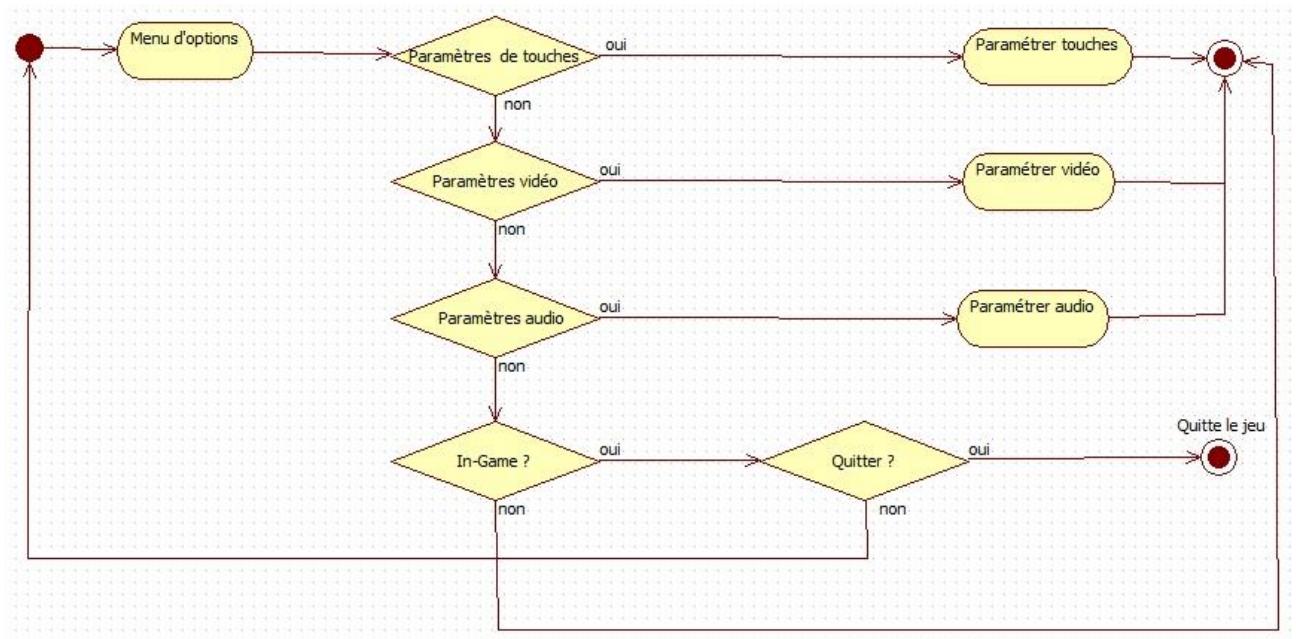 Menu d'options
Paramètres de touches
oui
Paramétrer touches
non
Paramètres vidéo
oui
Paramétrer vidéo
non
Paramètres audio
oui
Paramétrer audio
non
In-Game ?
oui
Quitter ?
oui
Quitte le jeu
non
non